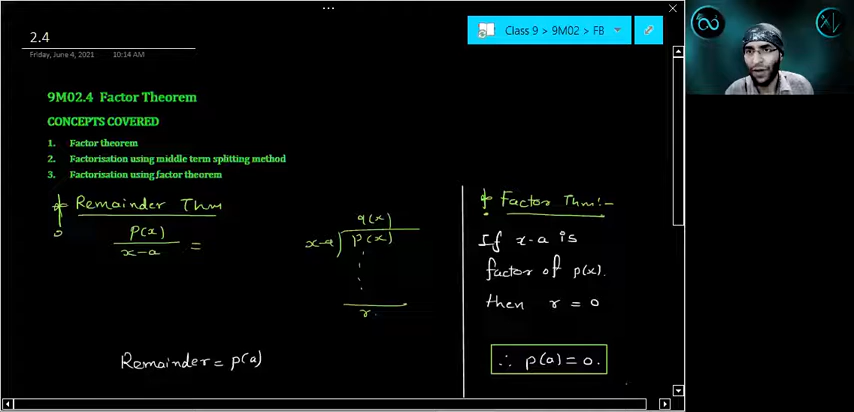 ...
2.4
Friday, June 4, 2021    10:14 AM
Class 9 > 9M02 > FB
9M02.4 Factor Theorem
CONCEPTS COVERED
1. Factor theorem
2. Factorisation using middle term splitting method
3. Factorisation using factor theorem
Remainder Thm
p(x)
x-a
=
q(x)
x-a) p(x)
r
Remainder = p(a)
Factor Thm:-
If x-a is
factor of p(x).
then r = 0
∴ p(a) = 0.